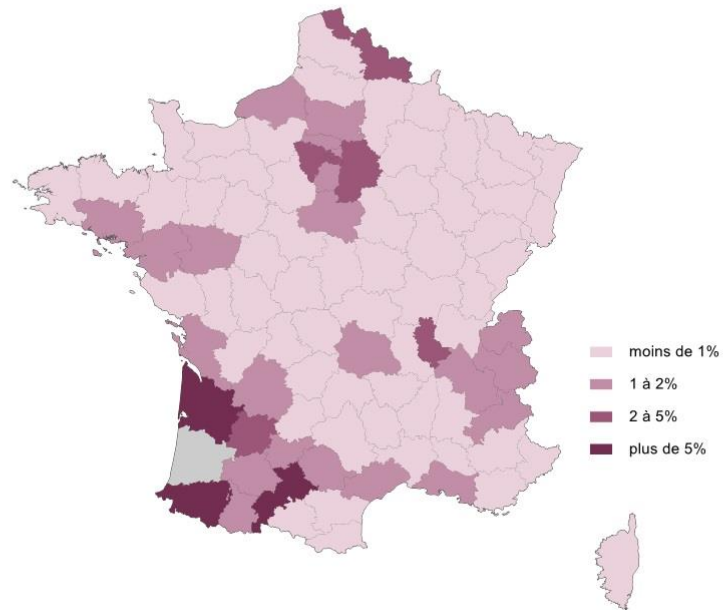 moins de 1%
1 à 2%
2 à 5%
plus de 5%